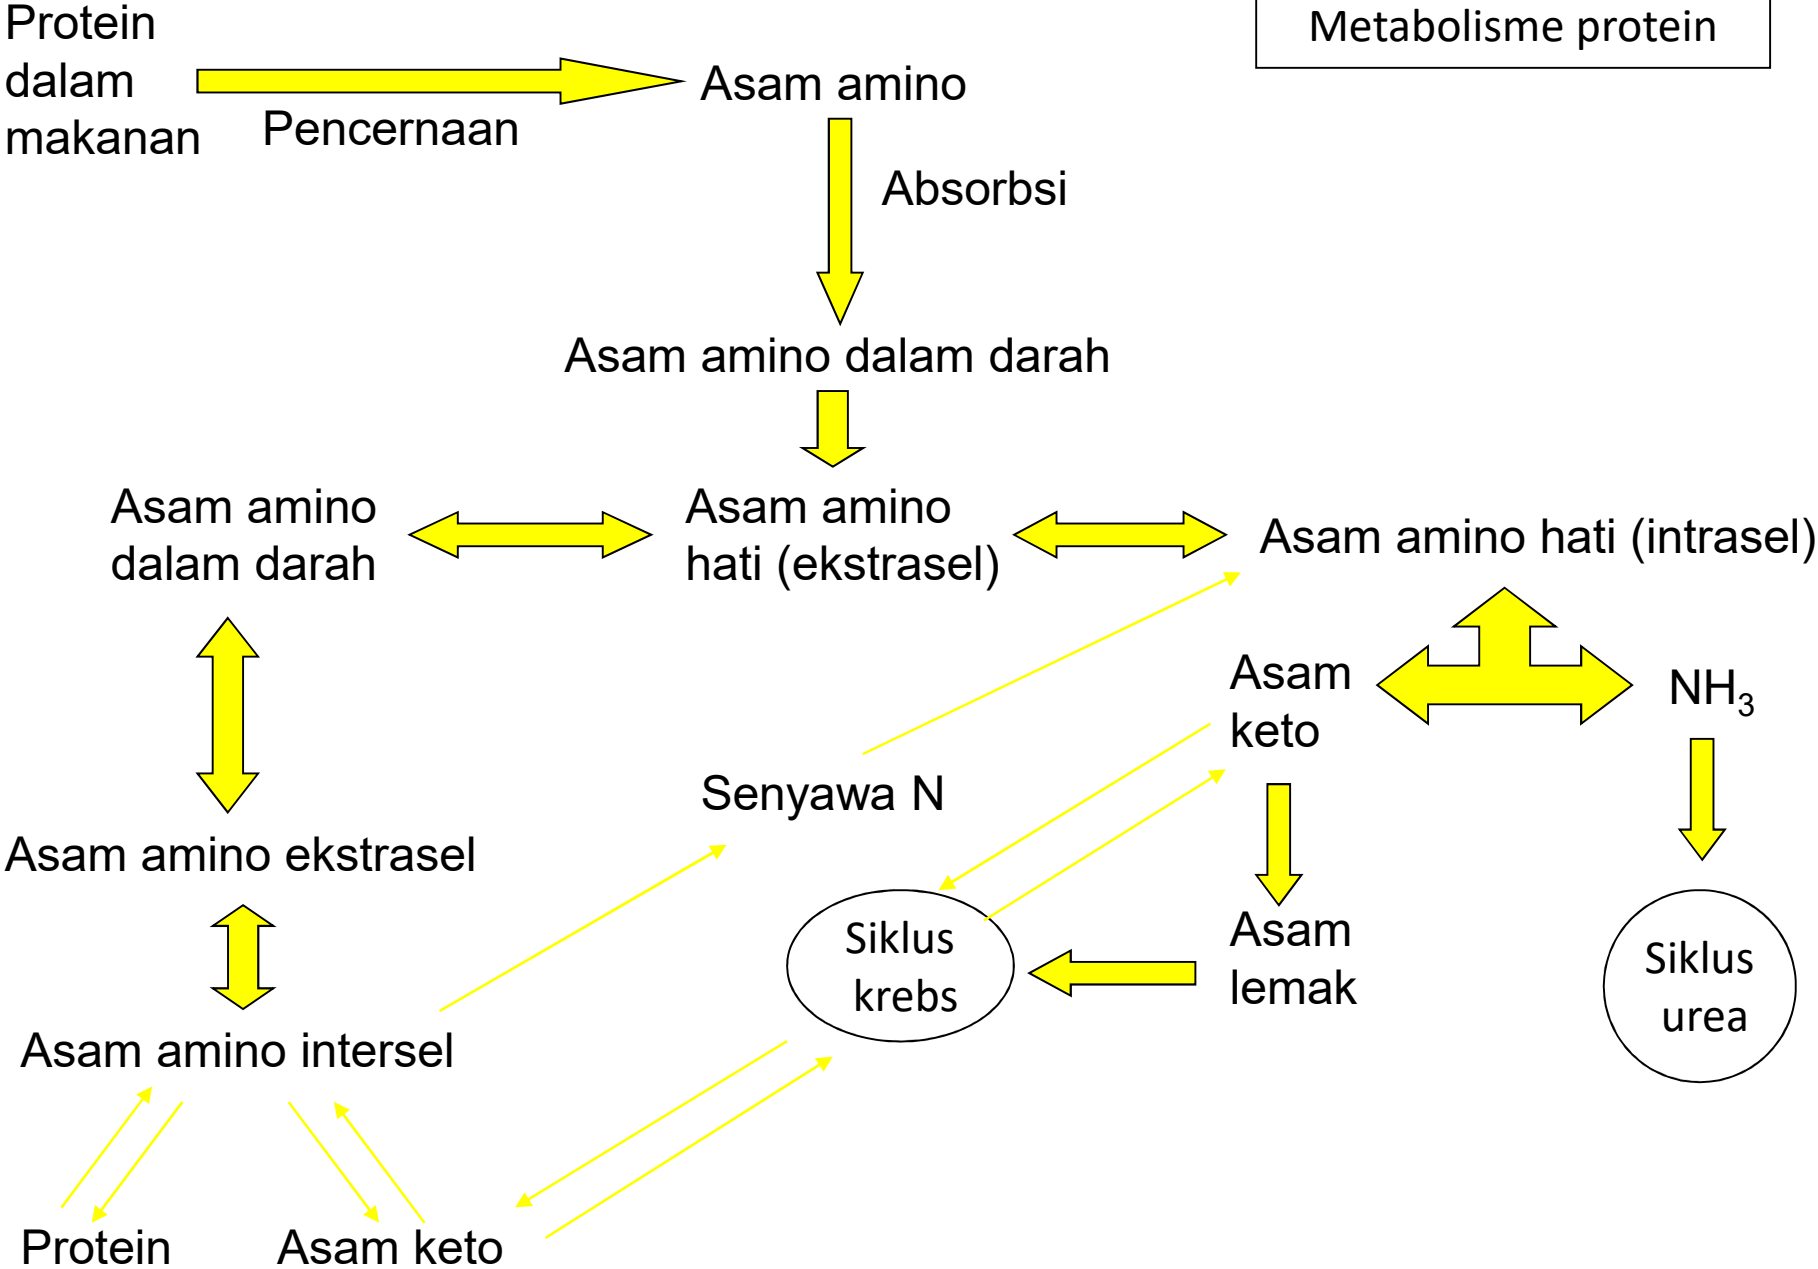 Metabolisme protein
Protein
dalam
makanan
Pencernaan
Asam amino
Absorbsi
Asam amino dalam darah
Asam amino
dalam darah
Asam amino
hati (ekstrasel)
Asam amino hati (intrasel)
Asam
keto
NH₃
Senyawa N
Asam amino ekstrasel
Siklus
krebs
Asam
lemak
Siklus
urea
Asam amino intersel
Protein
Asam keto